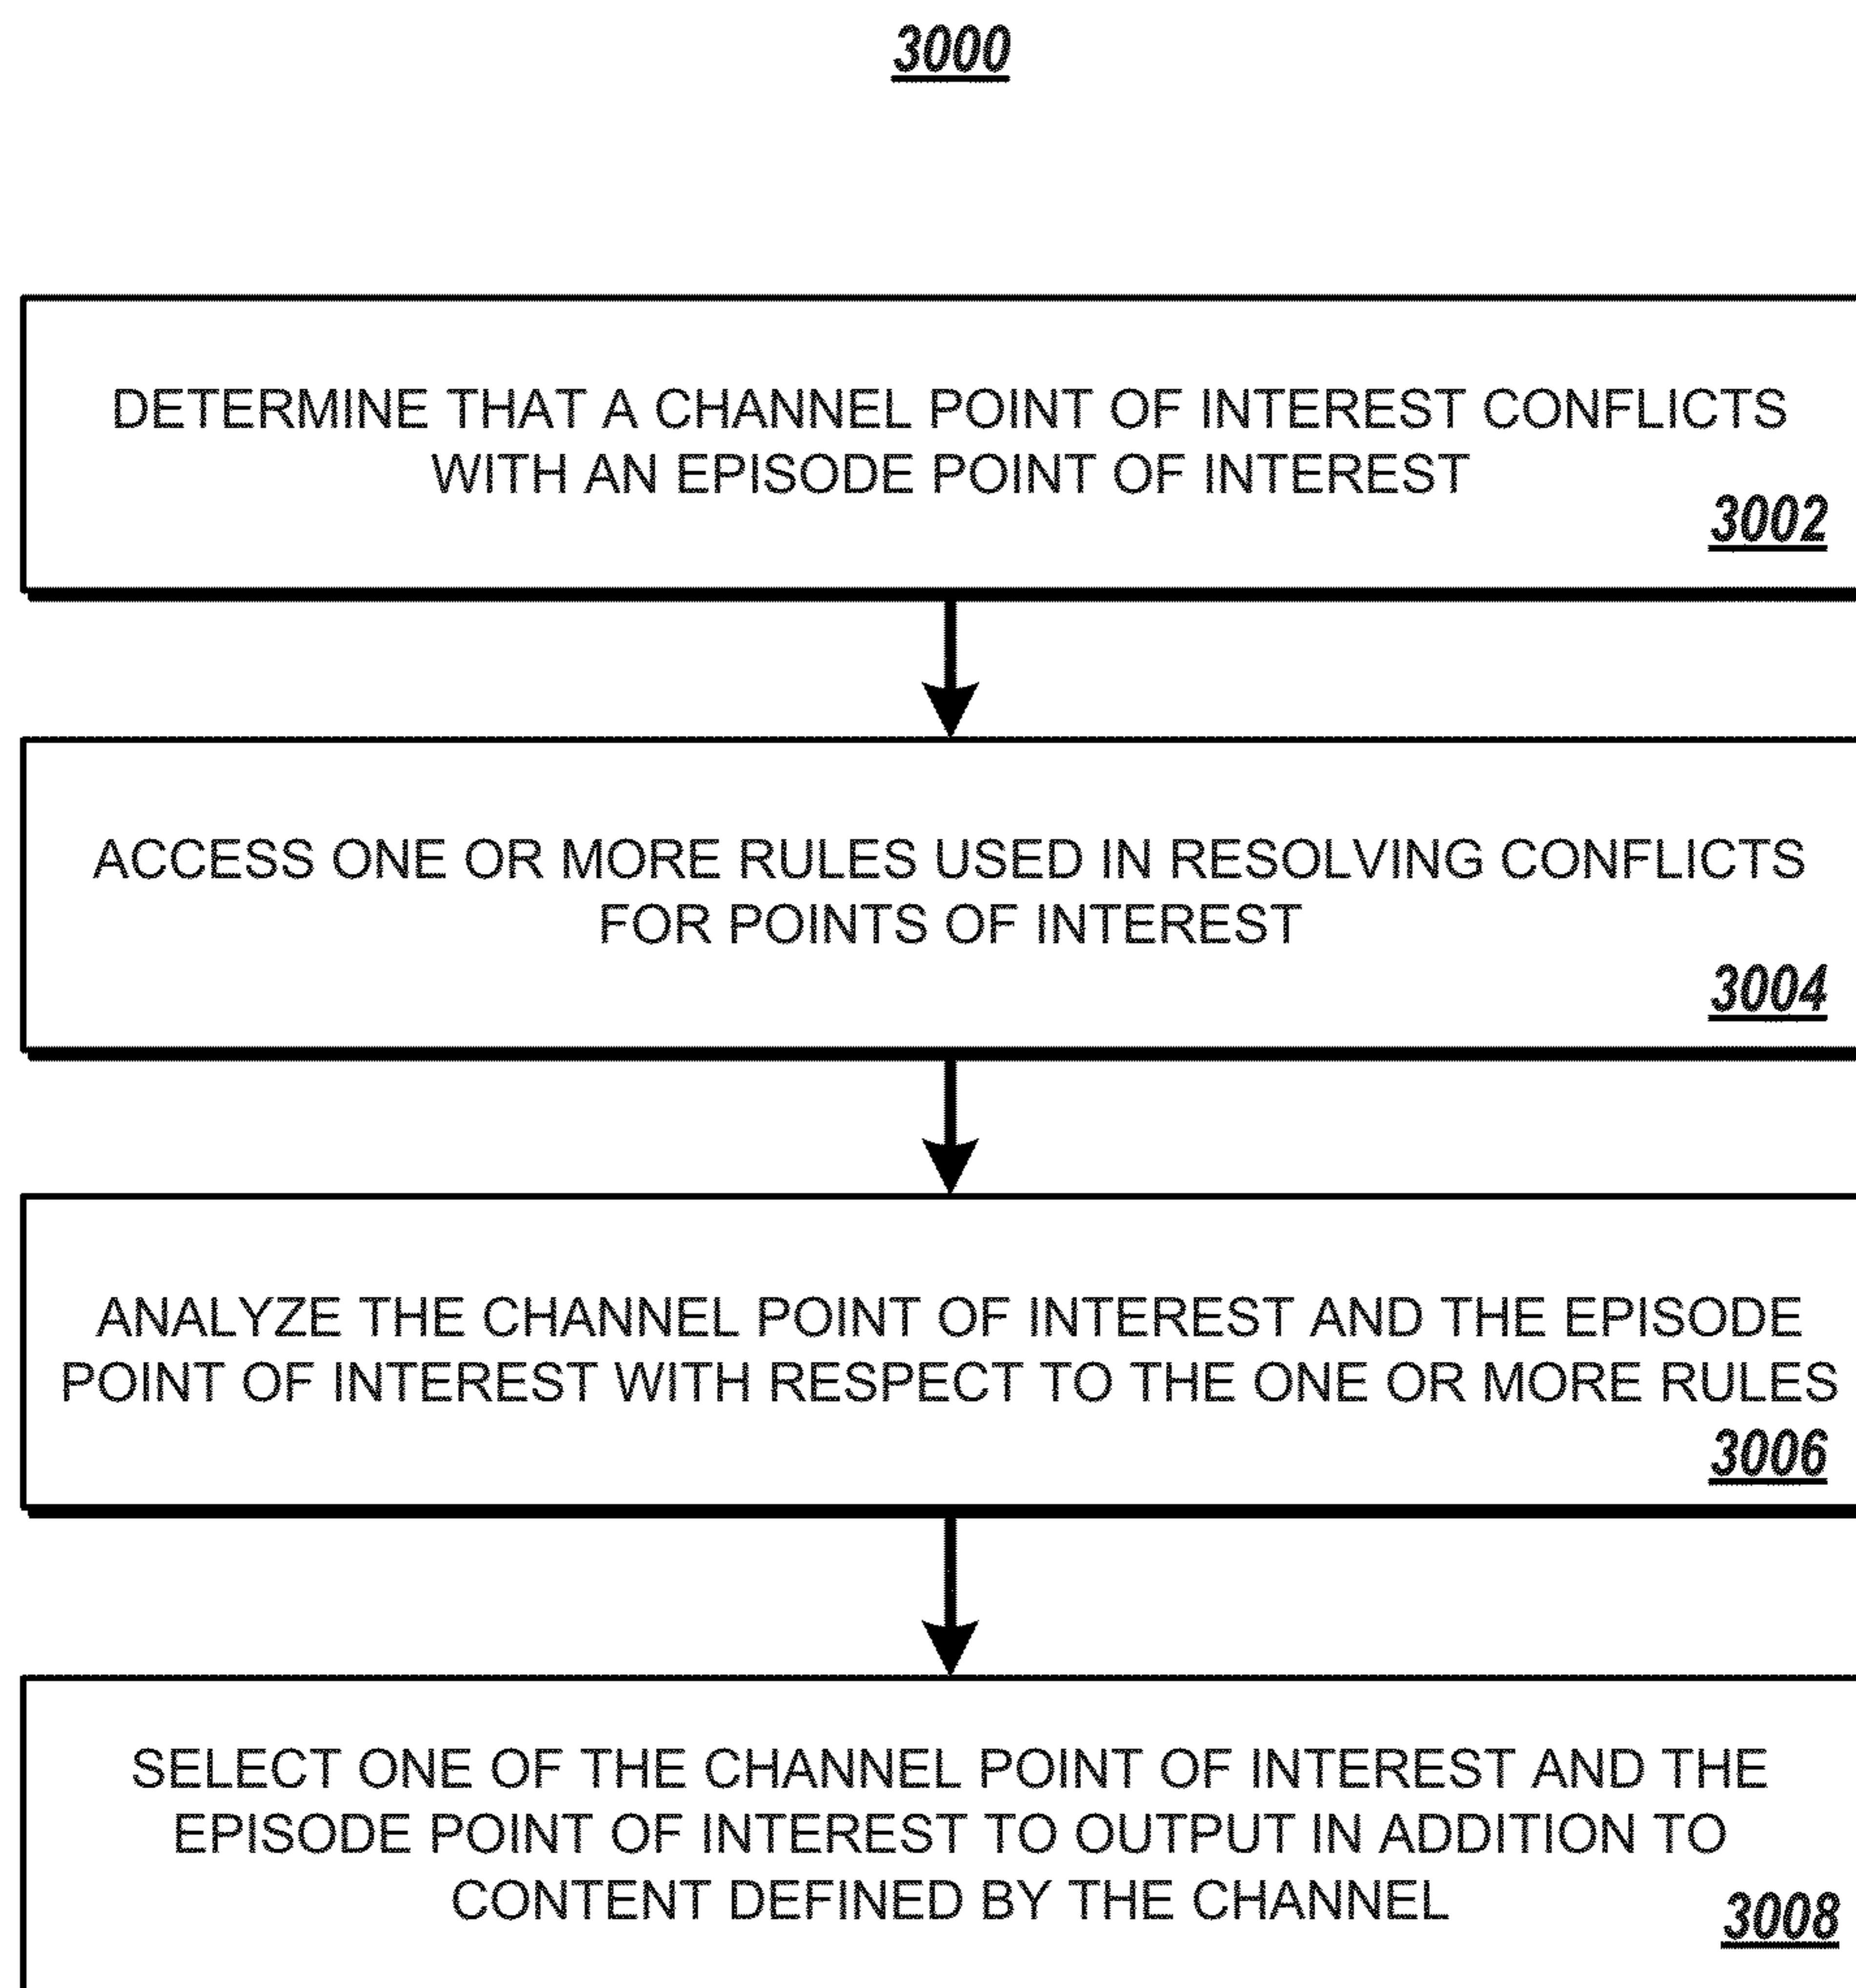 3000
DETERMINE THAT A CHANNEL POINT OF INTEREST CONFLICTS
WITH AN EPISODE POINT OF INTEREST
3002
ACCESS ONE OR MORE RULES USED IN RESOLVING CONFLICTS
FOR POINTS OF INTEREST
3004
ANALYZE THE CHANNEL POINT OF INTEREST AND THE EPISODE
POINT OF INTEREST WITH RESPECT TO THE ONE OR MORE RULES
3006
SELECT ONE OF THE CHANNEL POINT OF INTEREST AND THE
EPISODE POINT OF INTEREST TO OUTPUT IN ADDITION TO
CONTENT DEFINED BY THE CHANNEL
3008